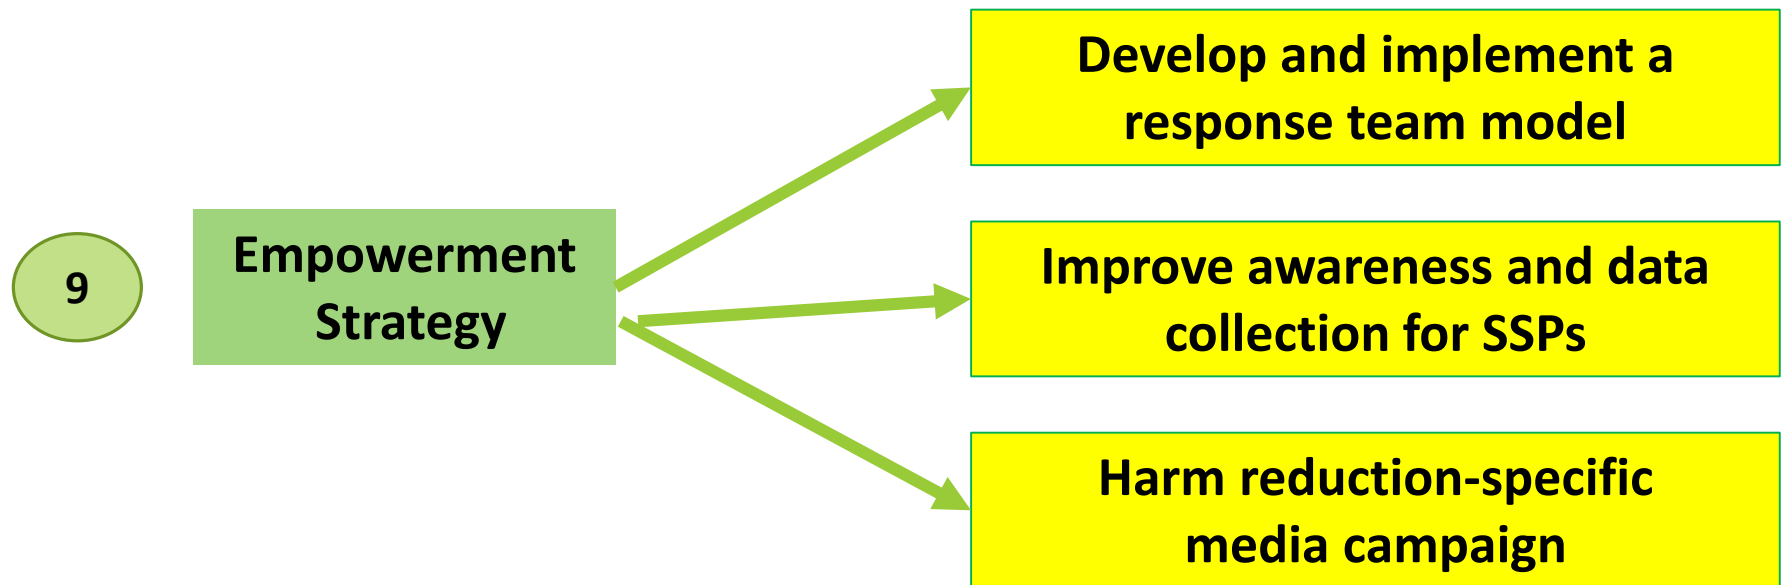 9
Empowerment
Strategy
Develop and implement a
response team model
Improve awareness and data
collection for SSPs
Harm reduction-specific
media campaign